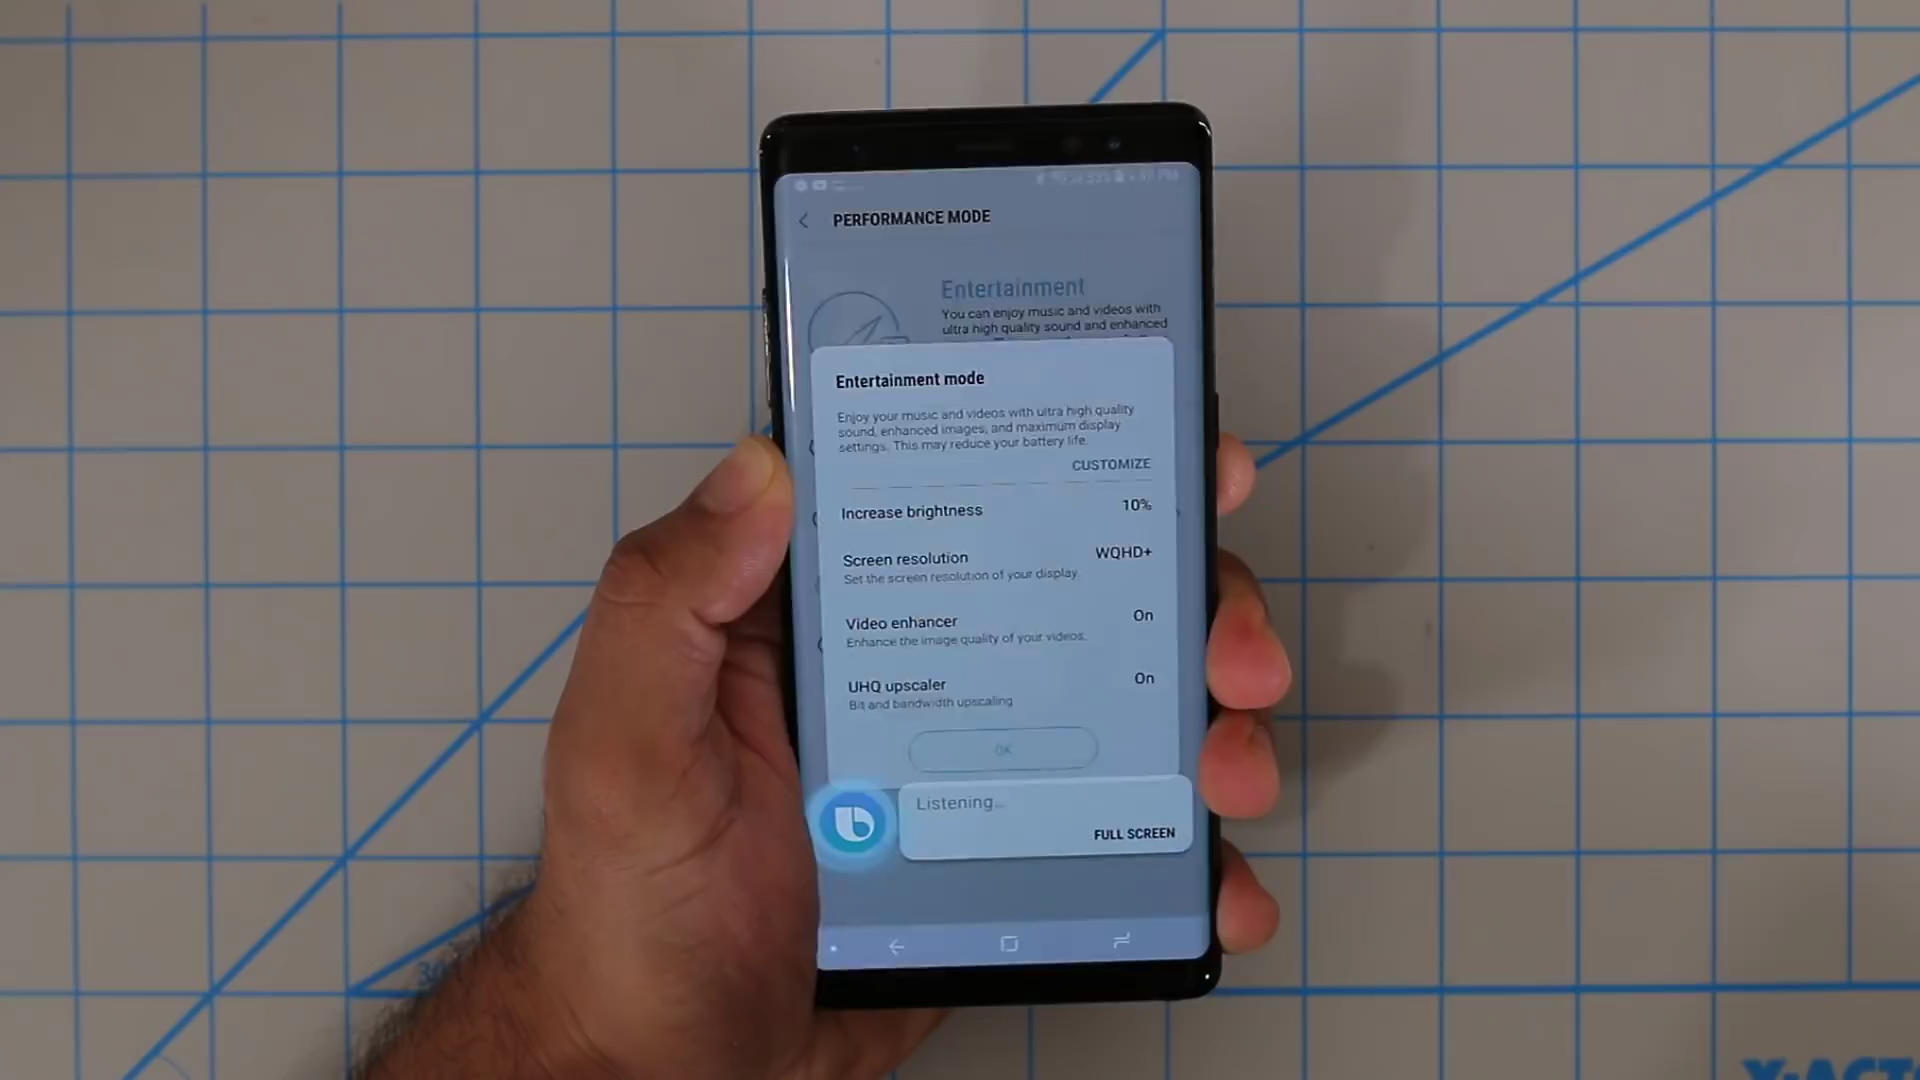 PERFORMANCE MODE
Entertainment
You can enjoy music and videos with
ultra high quality sound and enhanced
Entertainment mode
Enjoy your music and videos with ultra high quality
sound, enhanced images, and maximum display
settings. This may reduce your battery life.
CUSTOMIZE
Increase brightness 10%
Screen resolution WQHD+
Set the screen resolution of your display.
Video enhancer On
Enhance the image quality of your videos.
UHQ upscaler On
Bit and bandwidth upscaling
OK
Listening...
FULL SCREEN
X-ACT